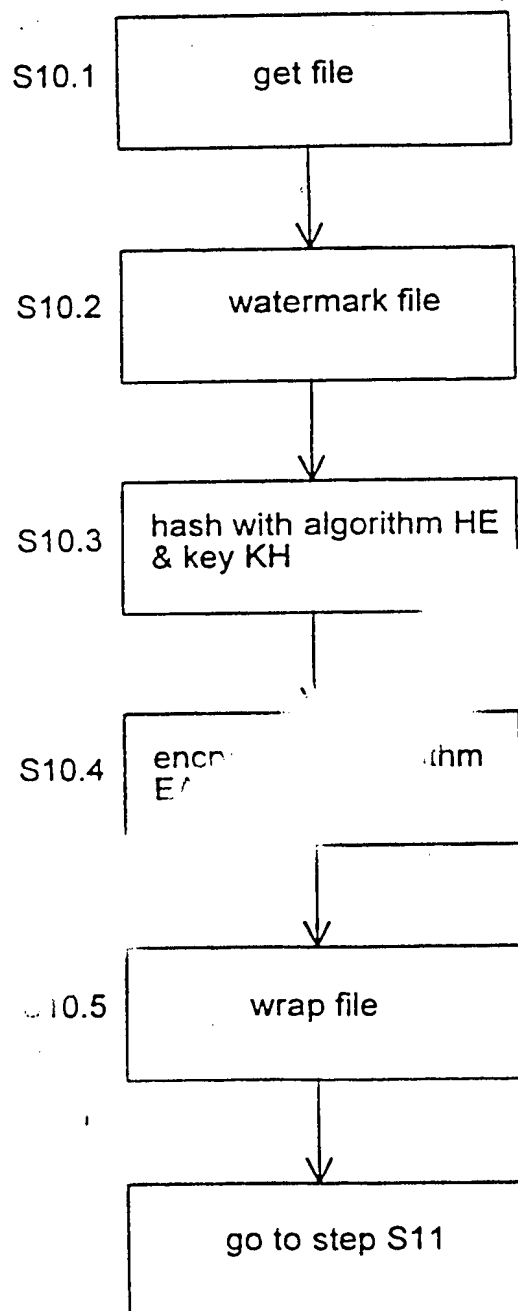 S10.1
get file
S10.2
watermark file
S10.3
hash with algorithm HE
& key KH
S10.4
wrap file
go to step S11